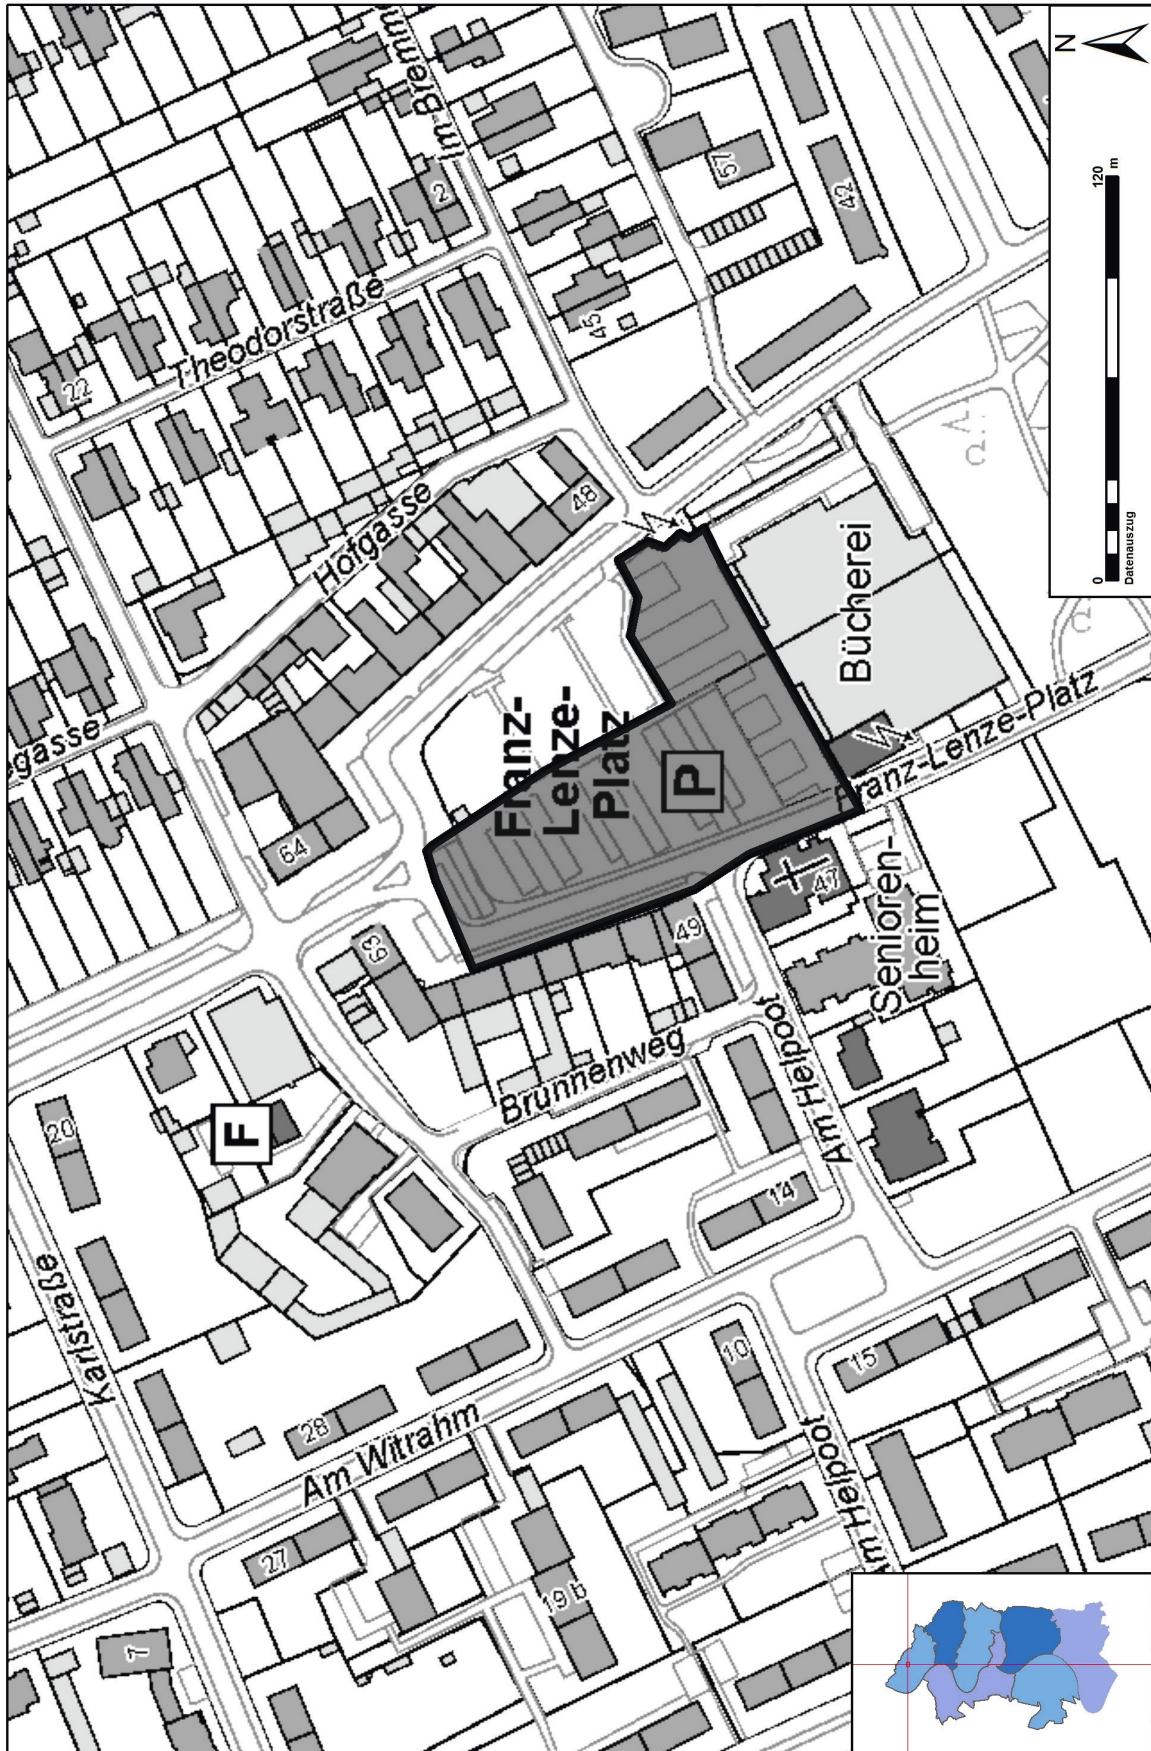 egasse
20
Karlstraße
7
22
Theodorstraße
F
64
28
27
Am Witrahm
Hofgasse
63
2
Im Bremm
48
45
Franz-
Lenze-
Platz
P
Brunnenweg
49
19 b
10
14
57
42
Am Helpoot
47
Am Helpoot
15
Bücherei
Senioren-
heim
Franz-Lenze-Platz
N
0
120 m
Datenauszug